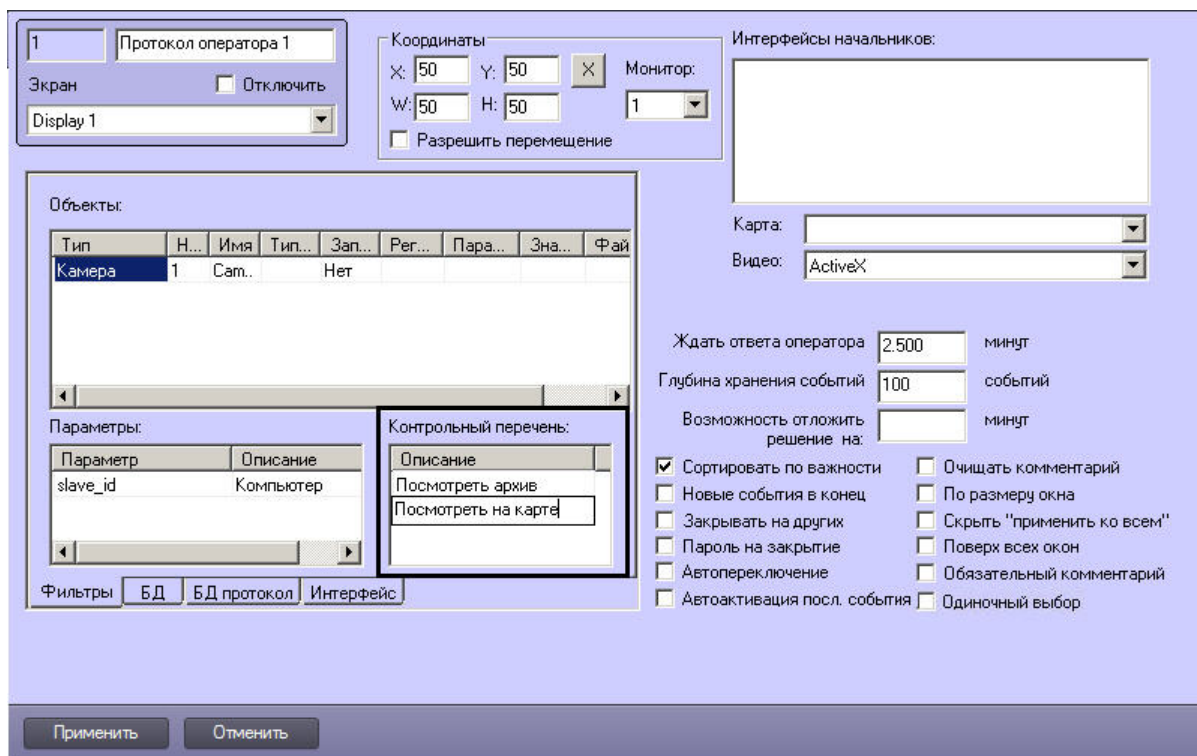 1 Протокол оператора 1
Экран Отключить
Display 1
Координаты
X: 50 Y: 50 X Монитор:
W: 50 H: 50 1
Разрешить перемещение
Интерфейсы начальников:
Карта:
Видео: ActiveX
Объекты:
Тип Н... Имя Тип... Зап... Рег... Пара... Зна... Фай
Камера 1 Cam.. Нет
Параметры:
Параметр Описание
slave_id Компьютер
Контрольный перечень:
Описание
Посмотреть архив
Посмотреть на карте
Фильтры БД БД протокол Интерфейс
Ждать ответа оператора 2.500 минут
Глубина хранения событий 100 событий
Возможность отложить
решение на: минут
Сортировать по важности Очищать комментарий
Новые события в конец По размеру окна
Закрывать на других Скрыть "применить ко всем"
Пароль на закрытие Поверх всех окон
Автопереключение Обязательный комментарий
Автоактивация посл. события Одиночный выбор
Применить Отменить